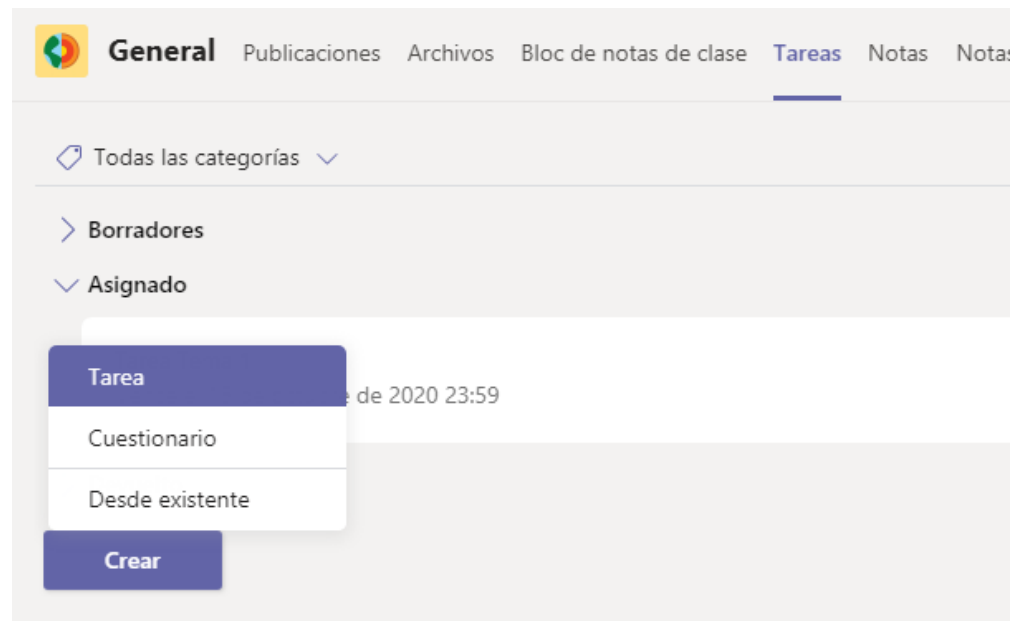 General Publicaciones Archivos Bloc de notas de clase Tareas Notas Notas
Todas las categorías
Borradores
Asignado
Tarea
de 2020 23:59
Cuestionario
Desde existente
Crear